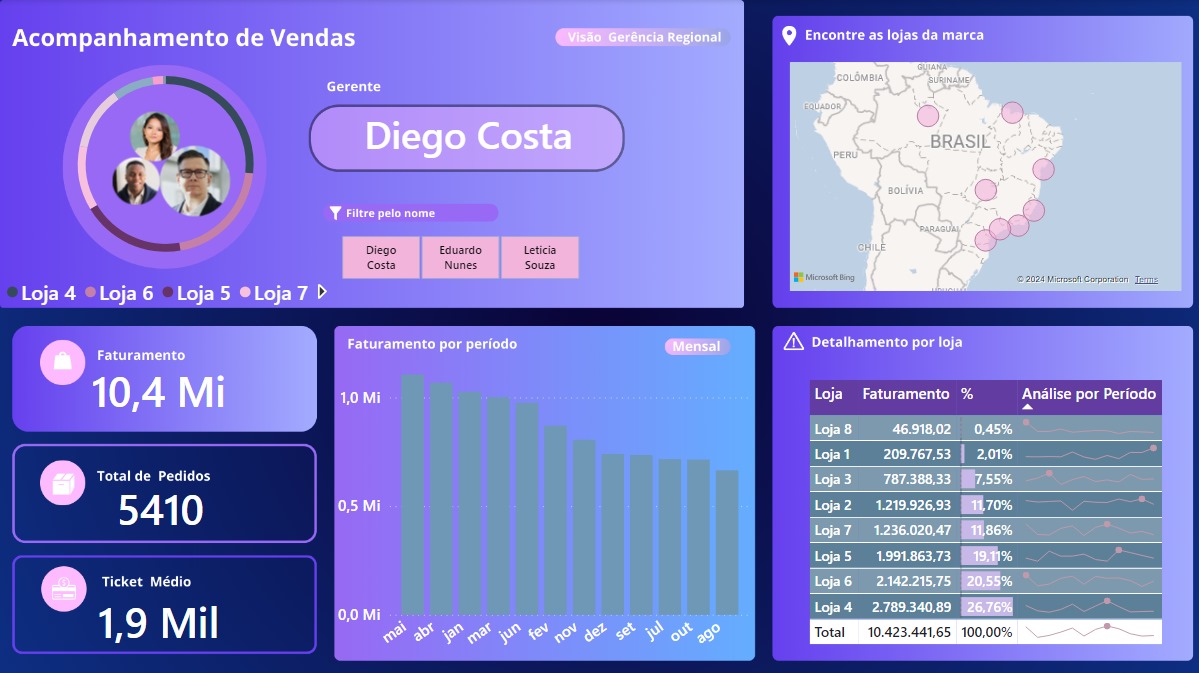 Acompanhamento de Vendas
Visão Gerência Regional
Gerente
Diego Costa
Filtre pelo nome
Diego Costa
Eduardo Nunes
Leticia Souza
Loja 4 Loja 6 Loja 5 Loja 7
Encontre as lojas da marca
COLÔMBIA
GUIANA
SURINAME
EQUADOR
BRASIL
PERU
BOLÍVIA
PARAGUAI
CHILE
URUGUAI
Microsoft Bing
© 2024 Microsoft Corporation Terms
Faturamento
10,4 Mi
Total de Pedidos
5410
Ticket Médio
1,9 Mil
Faturamento por período
Mensal
1,0 Mi
0,5 Mi
0,0 Mi
mai abr jan mar jun fev nov dez set jul out ago
Detalhamento por loja
Loja Faturamento % Análise por Período
Loja 8 46.918,02 0,45%
Loja 1 209.767,53 2,01%
Loja 3 787.388,33 7,55%
Loja 2 1.219.926,93 11,70%
Loja 7 1.236.020,47 11,86%
Loja 5 1.991.863,73 19,11%
Loja 6 2.142.215,75 20,55%
Loja 4 2.789.340,89 26,76%
Total 10.423.441,65 100,00%